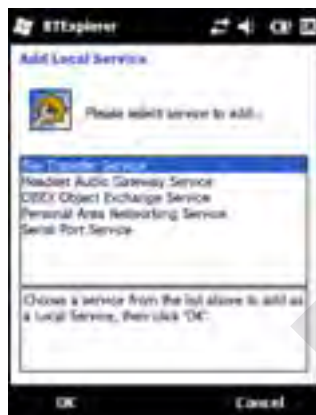 BTExplorer
Add Local Service
Please select service to add...
File Transfer Service
Headset Audio Gateway Service
OBEX Object Exchange Service
Personal Area Networking Service
Serial Port Service
Choose a service from the list above to add as
a Local Service, then click "OK".
OK
Cancel